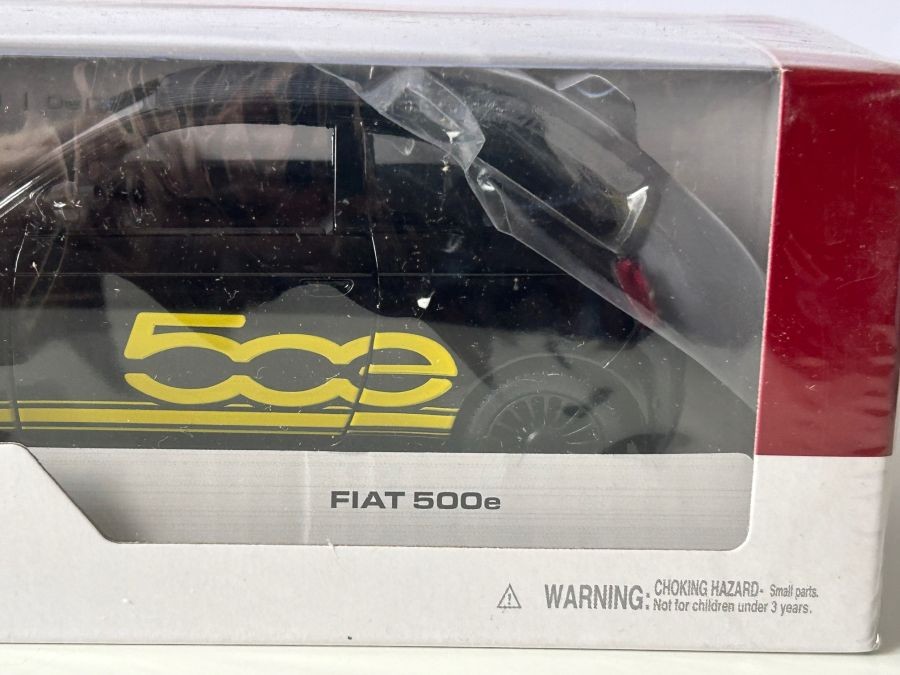 500e
FIAT 500e
WARNING: CHOKING HAZARD- Small parts.
Not for children under 3 years.